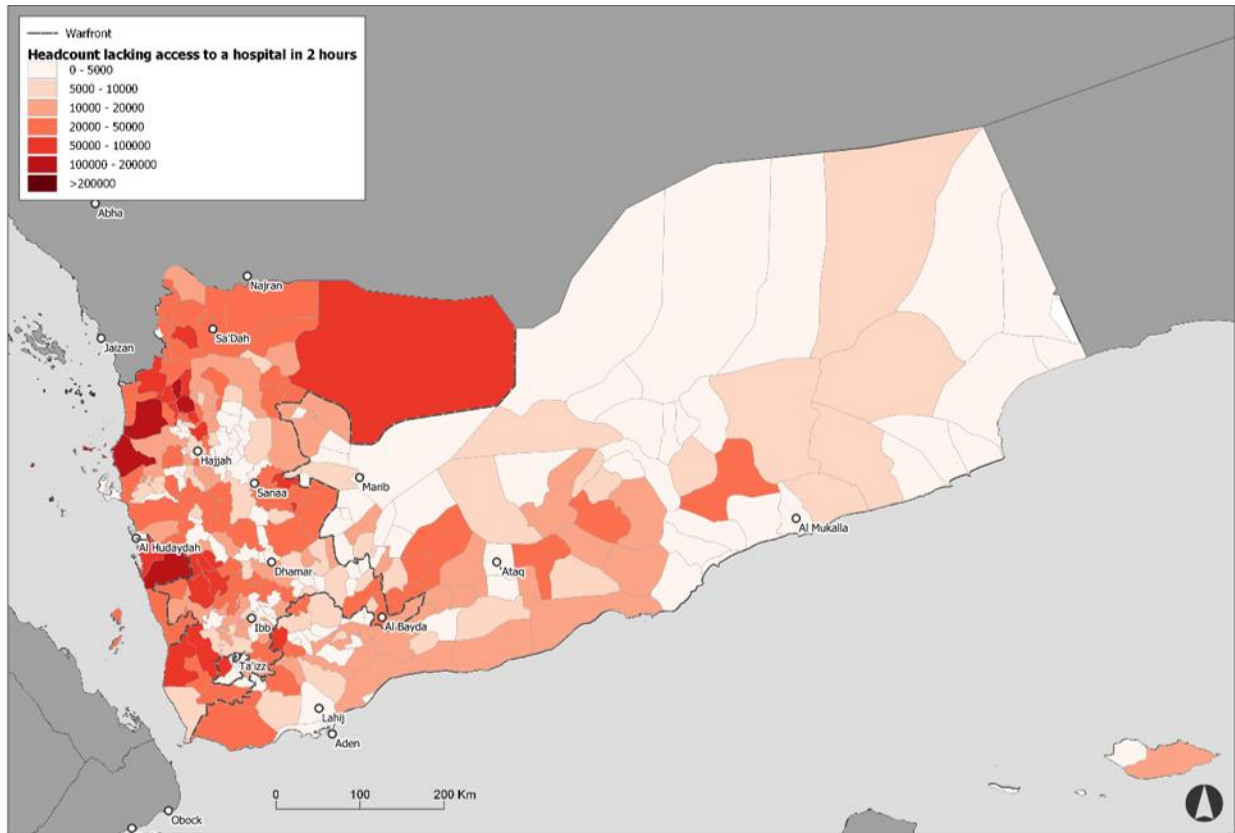 Warfront
Headcount lacking access to a hospital in 2 hours
0 - 5000
5000 - 10000
10000 - 20000
20000 - 50000
50000 - 100000
100000 - 200000
>200000
Abha
Najran
Sa'Dah
Jaizan
Hajjah
Marib
Sanaa
Al Mukalla
Al Hudaydah
Dhamar
'Ataq
Ibb
Al Bayda
Ta'izz
Lahij
Aden
0 100 200 Km
Obock